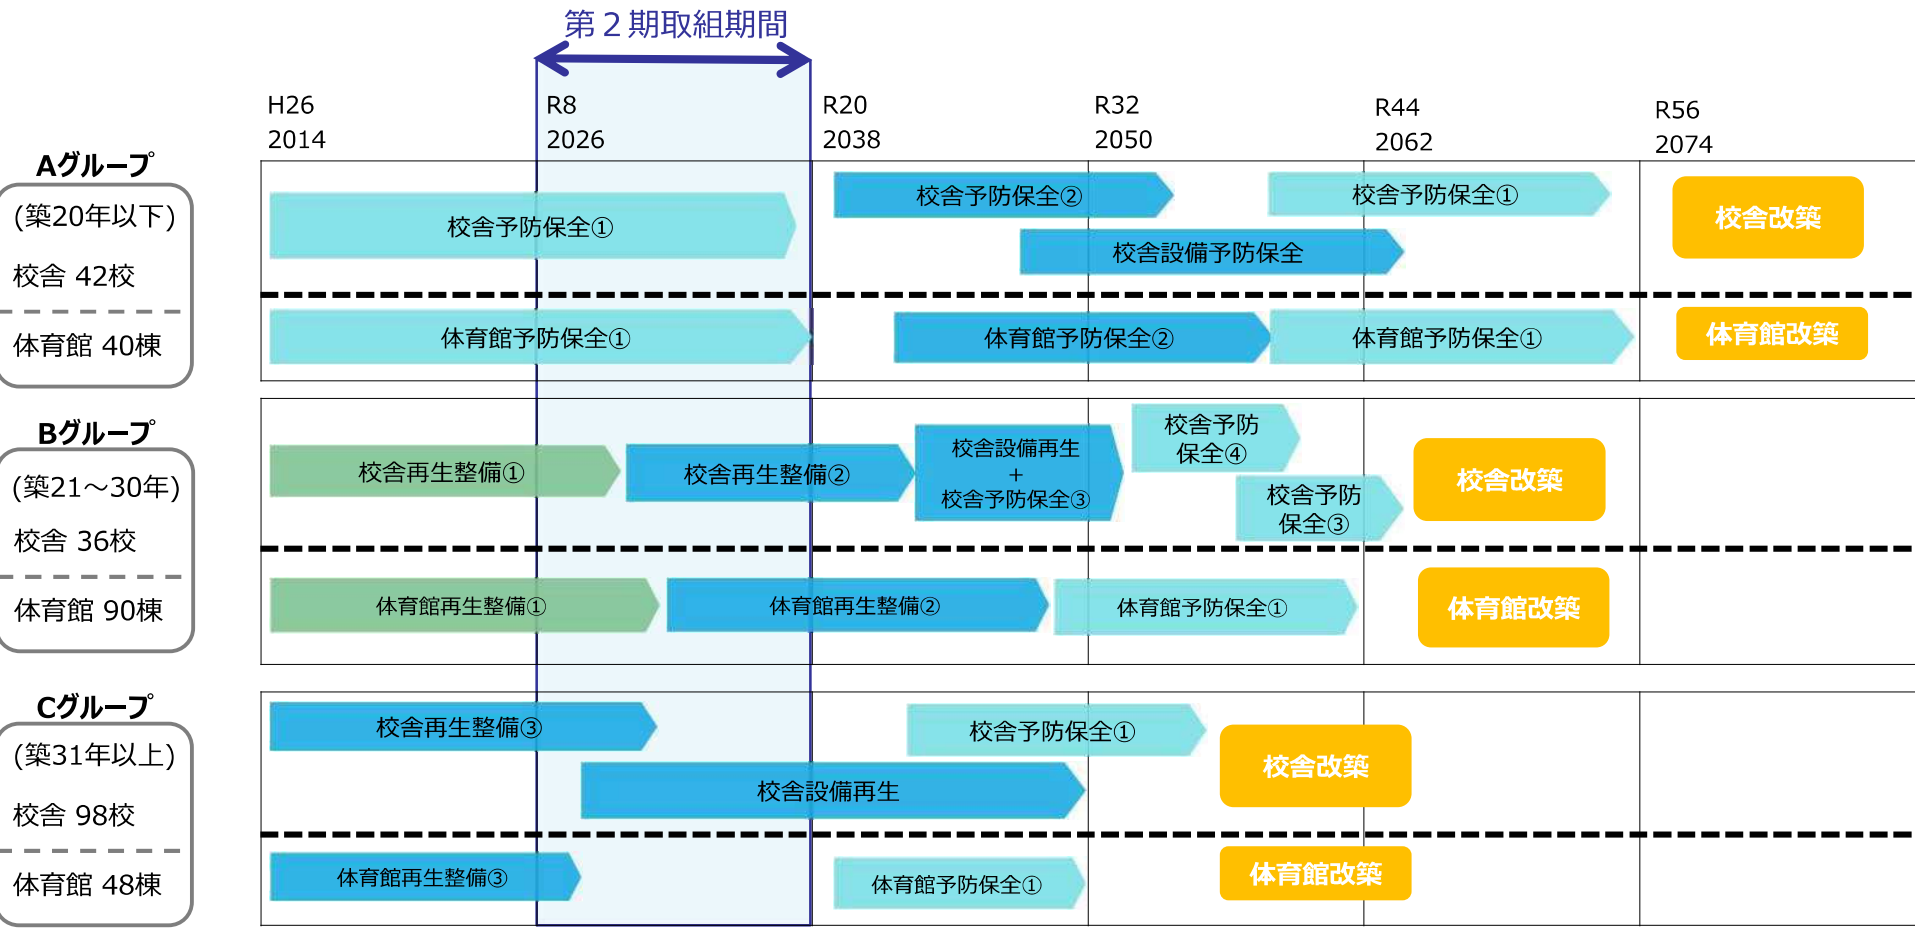 第２期取組期間
H26
2014
R8
2026
R20
2038
R32
2050
R44
2062
R56
2074
Aグループ
(築20年以下)
校舎 42校
体育館 40棟
校舎予防保全①
校舎予防保全②
校舎設備予防保全
校舎予防保全①
校舎改築
体育館予防保全①
体育館予防保全②
体育館予防保全①
体育館改築
Bグループ
(築21～30年)
校舎 36校
体育館 90棟
校舎再生整備①
校舎再生整備②
校舎設備再生
+
校舎予防保全③
校舎予防
保全④
校舎予防
保全③
校舎改築
体育館再生整備①
体育館再生整備②
体育館予防保全①
体育館改築
Cグループ
(築31年以上)
校舎 98校
体育館 48棟
校舎再生整備③
校舎予防保全①
校舎設備再生
校舎改築
体育館再生整備③
体育館予防保全①
体育館改築